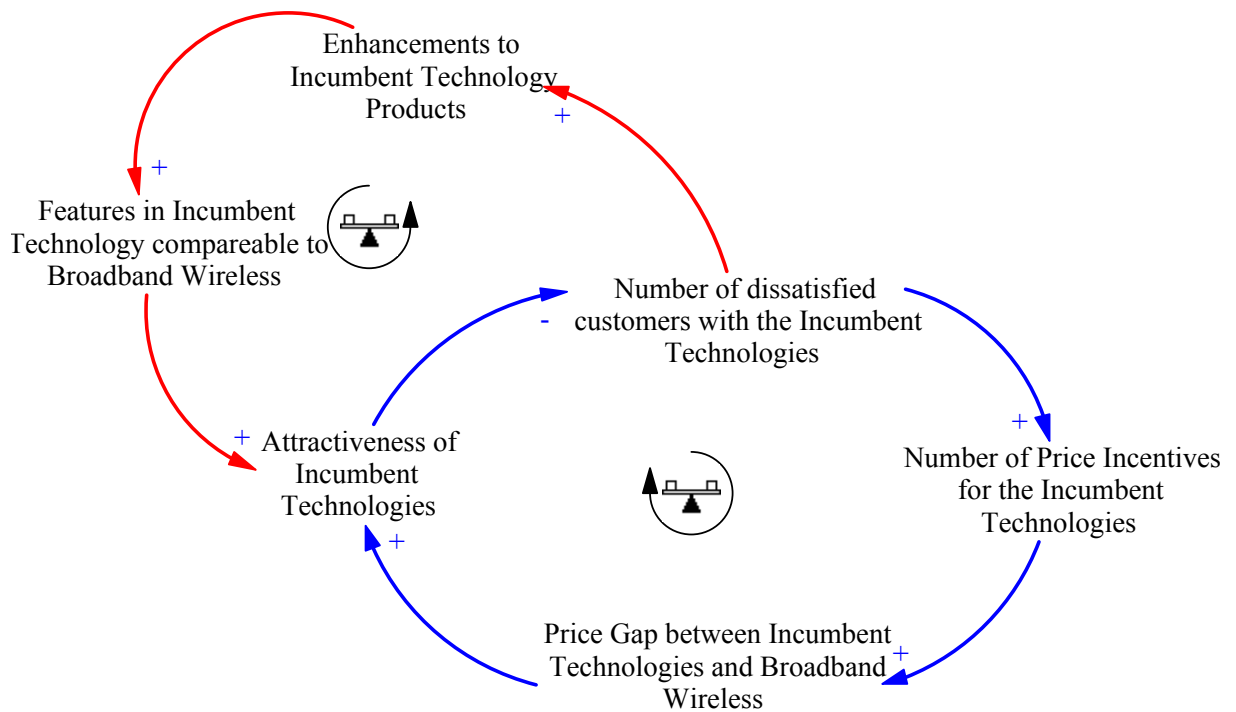 Enhancements to
Incumbent Technology
Products
+
+
Features in Incumbent
Technology compareable to
Broadband Wireless
Number of dissatisfied
customers with the Incumbent
Technologies
-
+
+
Attractiveness of
Incumbent
Technologies
Number of Price Incentives
for the Incumbent
Technologies
+
Price Gap between Incumbent
Technologies and Broadband
Wireless
+